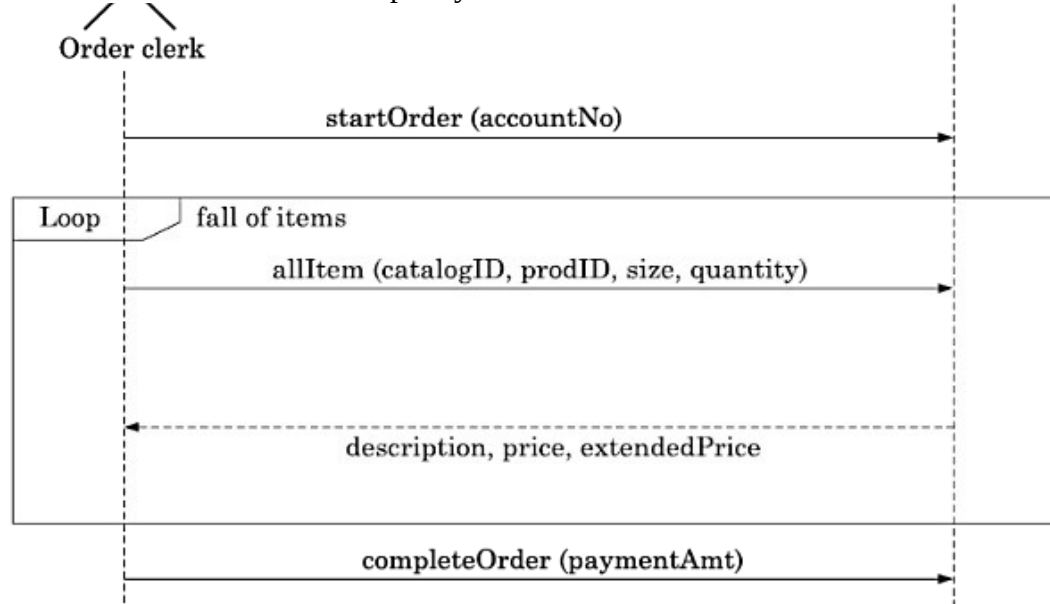 Order clerk
startOrder (accountNo)
Loop fall of items
allItem (catalogID, prodID, size, quantity)
description, price, extendedPrice
completeOrder (paymentAmt)